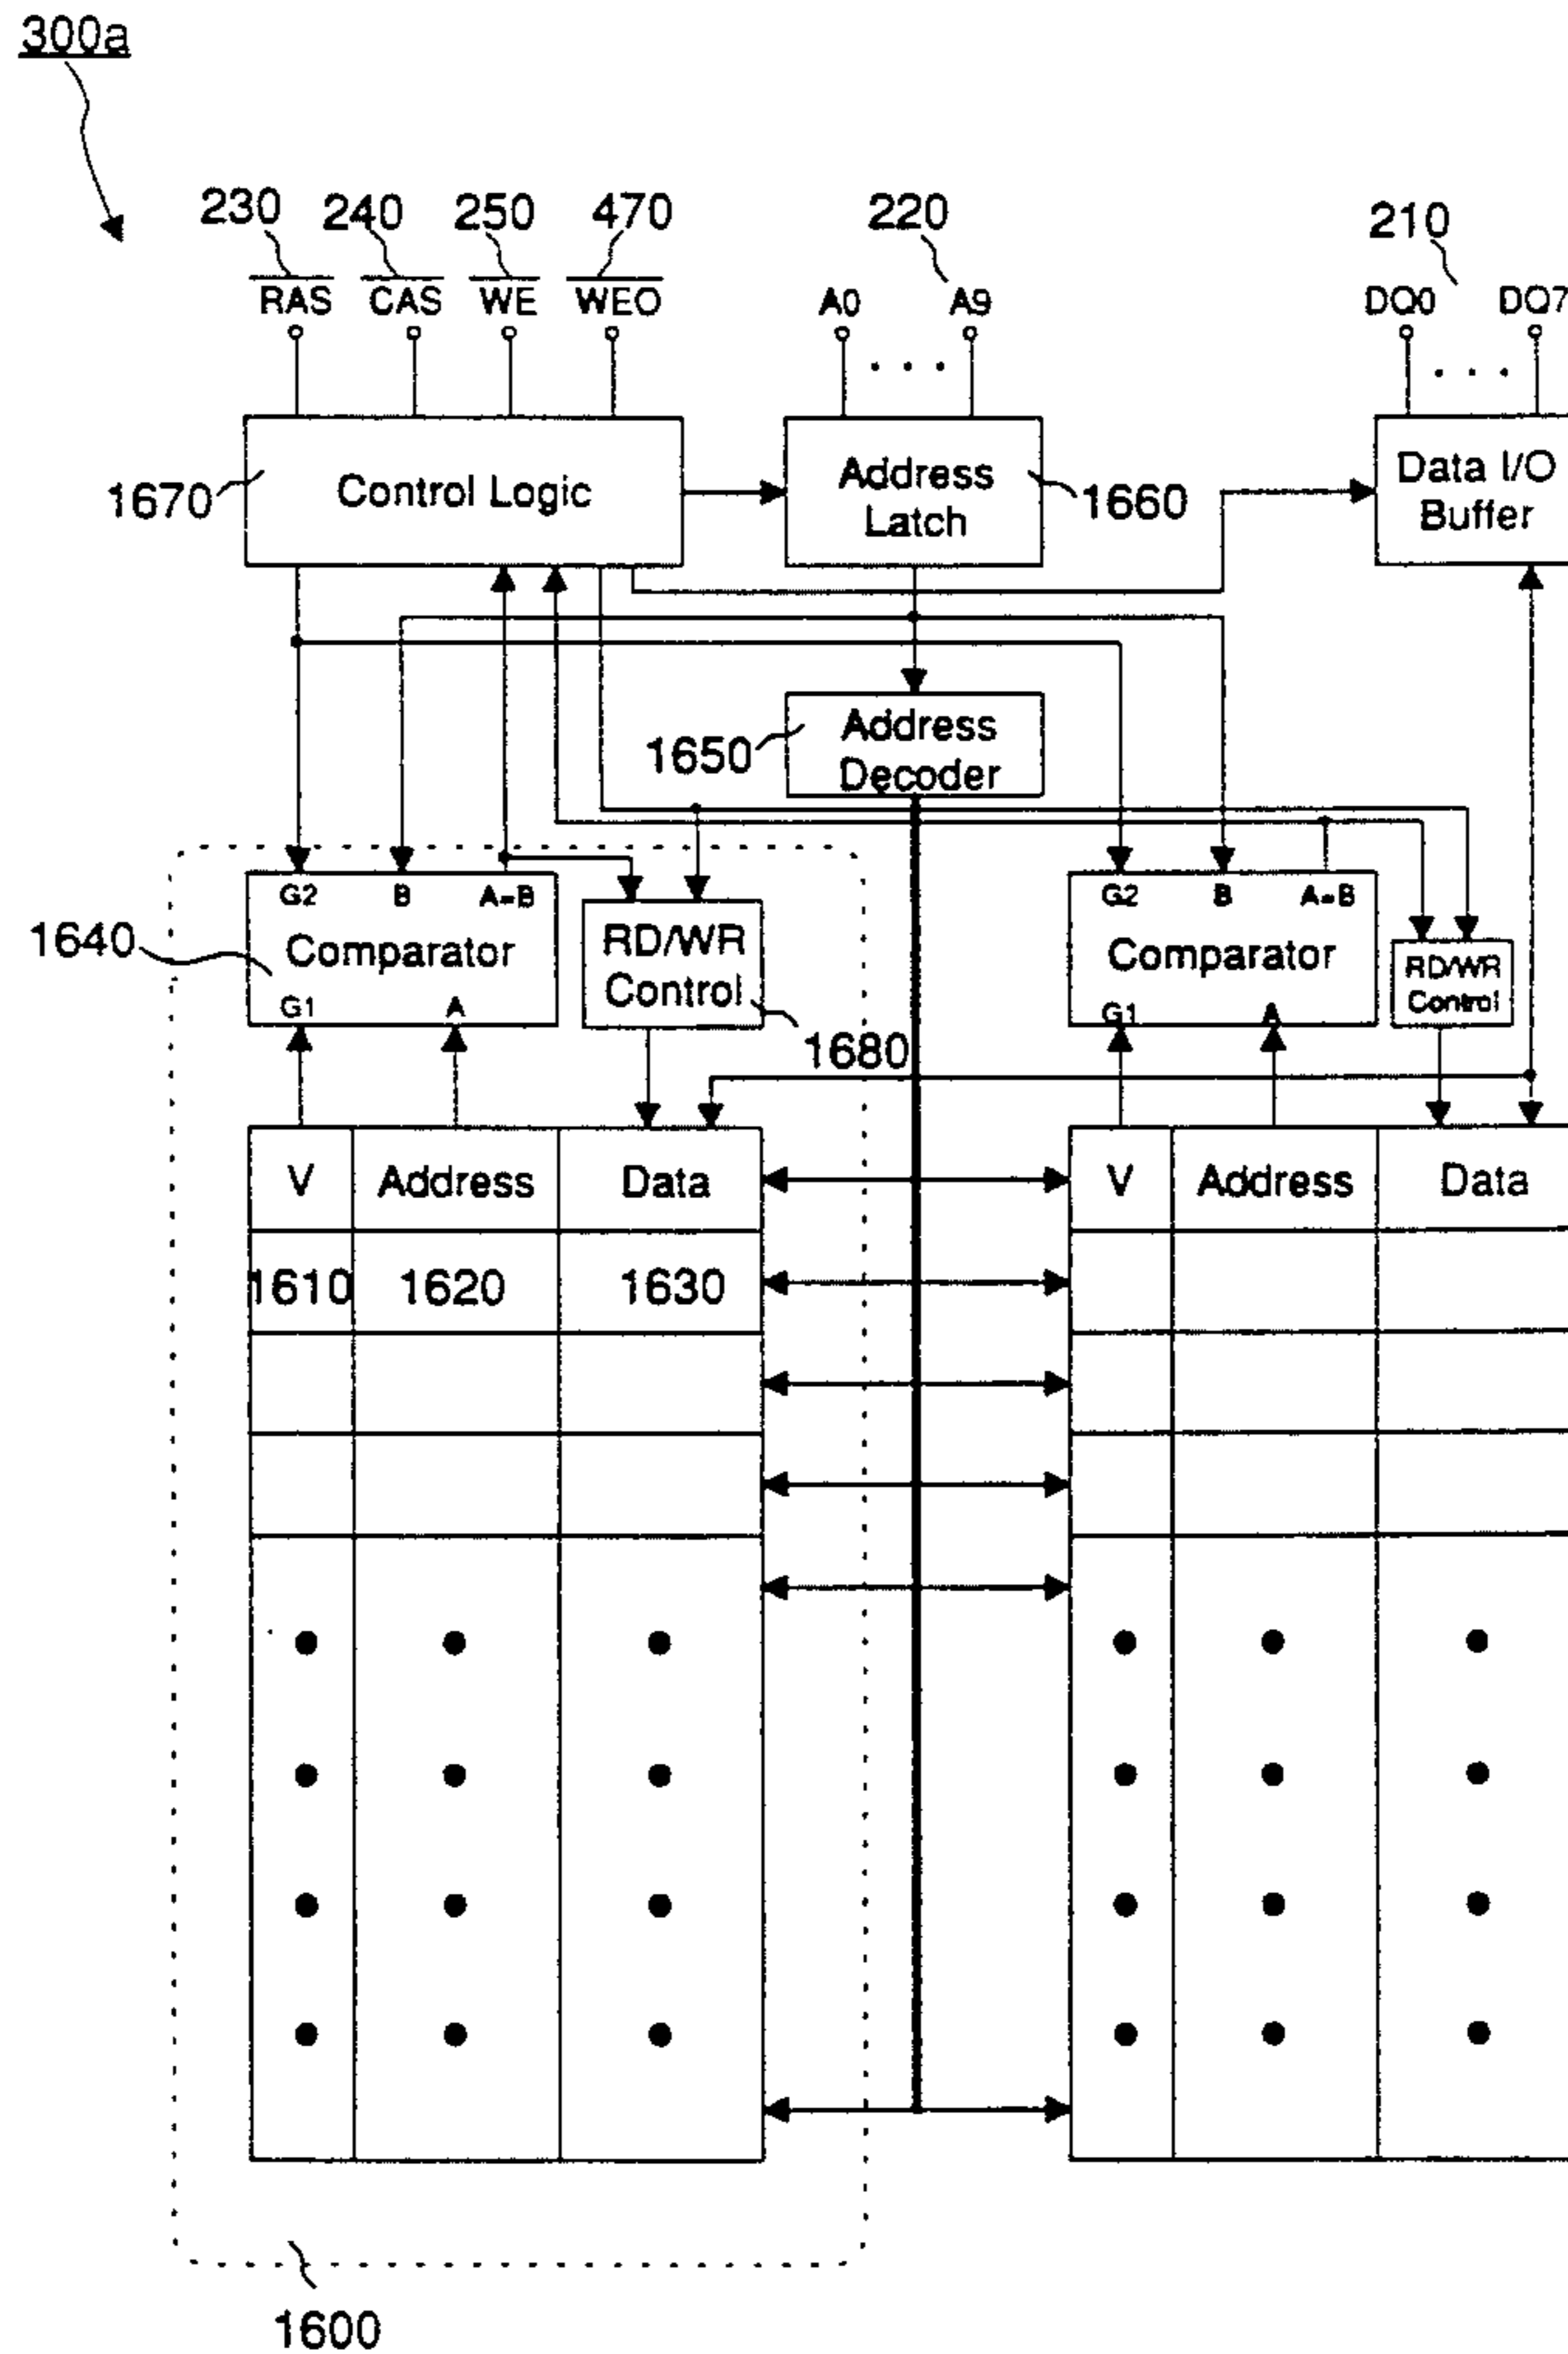 300a
230 240 250 470 220 210
RAS CAS WE WEO A0 A9 DQ0 DQ7
. . . . . .
1670 Control Logic
Address
Latch
1660
Data I/O
Buffer
1650 Address
Decoder
G2 B A=B
1640 Comparator
G1 A
RD/WR
Control
1680
G2 B A=B
Comparator
G1 A
RD/WR
Control
V Address Data V Address Data
1610 1620 1630
1600